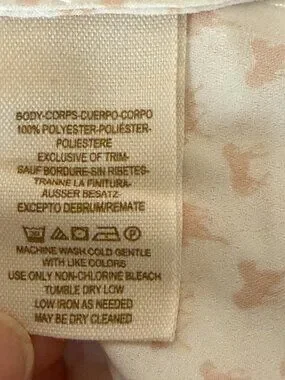 BODY-CORPS-CUERPO-CORPO
100% POLYESTER-POLIÉSTER-
POLIESTERE
EXCLUSIVE OF TRIM-
SAUF BORDURE-SIN RIBETES-
TRANNE LA FINITURA-
AUSSER BESATZ-
EXCEPTO DEBRUM/REMATE
MACHINE WASH COLD GENTLE
WITH LIKE COLORS
USE ONLY NON-CHLORINE BLEACH
TUMBLE DRY LOW
LOW IRON AS NEEDED
MAY BE DRY CLEANED